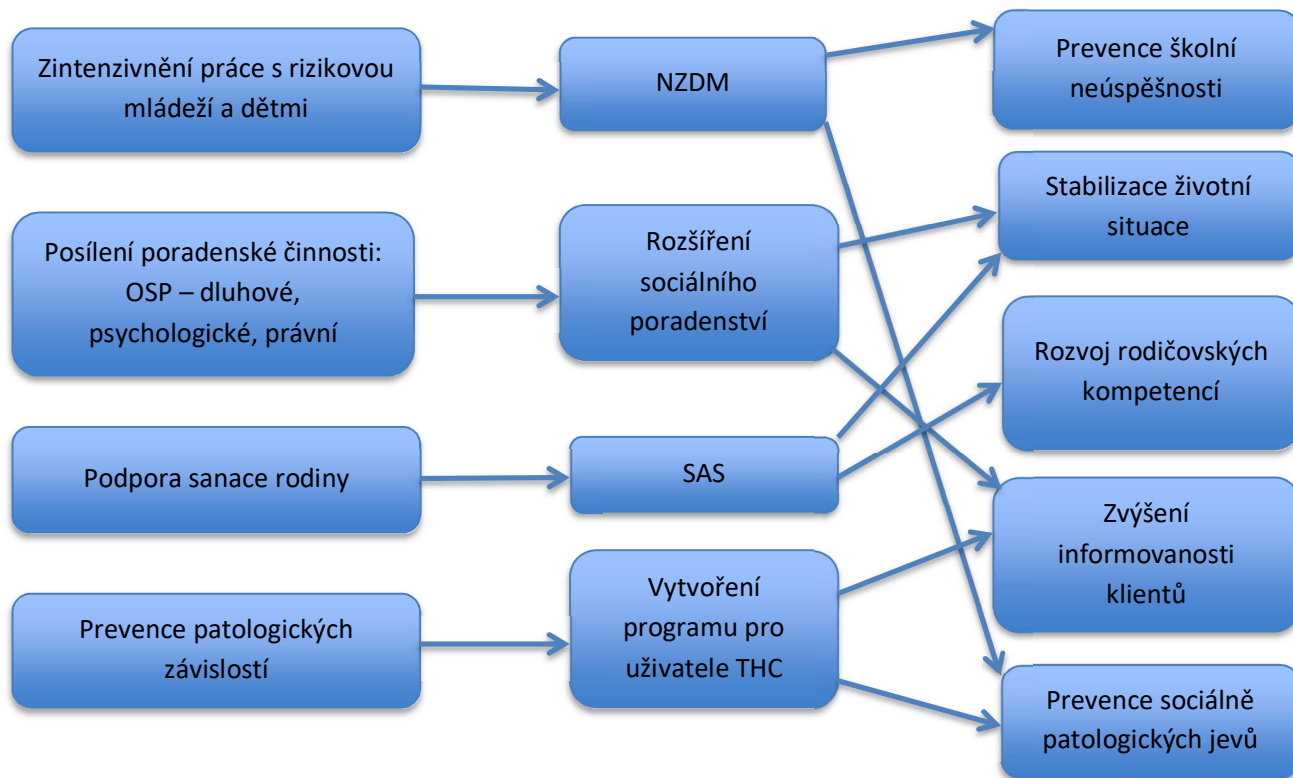 Zintenzivnění práce s rizikovou
mládeží a dětmi
NZDM
Prevence školní
neúspěšnosti
Posílení poradenské činnosti:
OSP – dluhové,
psychologické, právní
Rozšíření
sociálního
poradenství
Stabilizace životní
situace
Rozvoj rodičovských
kompetencí
Podpora sanace rodiny
SAS
Zvýšení
informovanosti
klientů
Prevence patologických
závislostí
Vytvoření
programu pro
uživatele THC
Prevence sociálně
patologických jevů